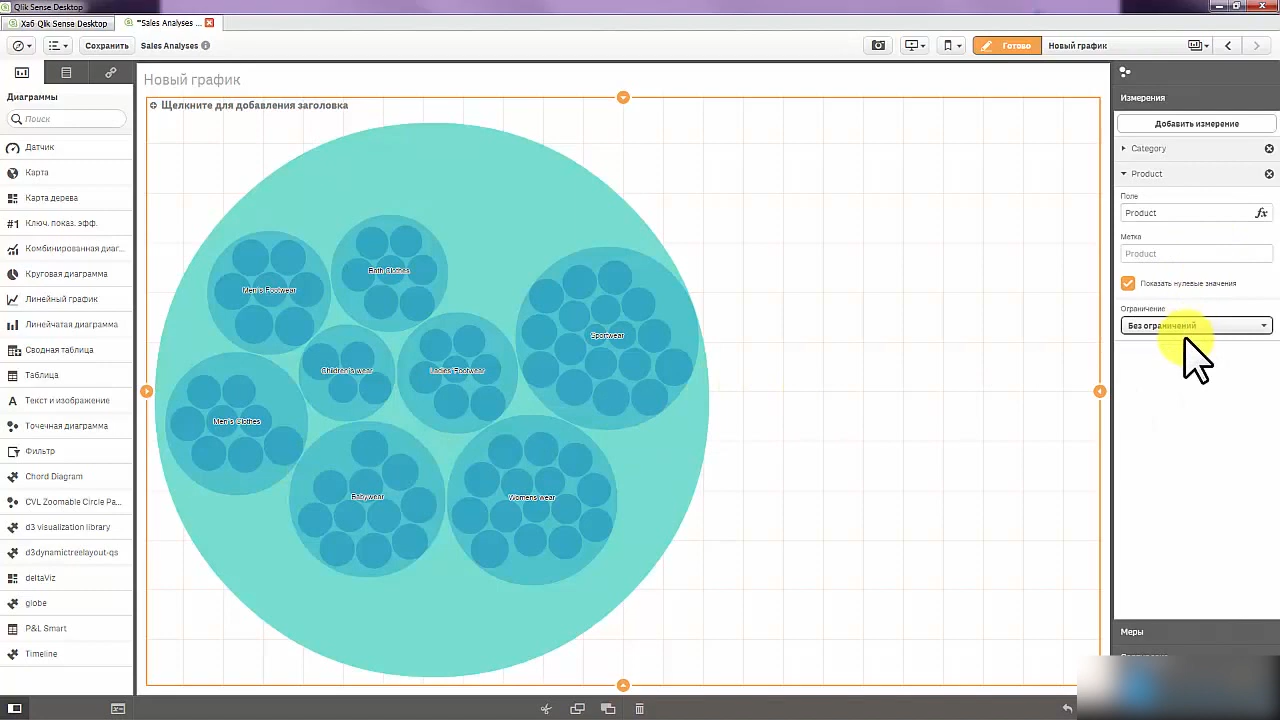 Qlik Sense Desktop
Хаб Qlik Sense Desktop
*Sales Analyses ...
Сохранить
Sales Analyses
Готово
Новый график
Диаграммы
Поиск
Датчик
Карта
Карта дерева
#1 Ключ. показ. эфф.
Комбинированная диаг...
Круговая диаграмма
Линейный график
Линейчатая диаграмма
Сводная таблица
Таблица
A Текст и изображение
Точечная диаграмма
Фильтр
Chord Diagram
CVL Zoomable Circle Pa...
d3 visualization library
d3dynamictreelayout-qs
deltaViz
globe
P&L Smart
Timeline
Новый график
Щелкните для добавления заголовка
Men's Footwear
Bath Clothes
Sportwear
Children's wear
Ladies Footwear
Men's Clothes
Babywear
Womens wear
Измерения
Добавить измерение
Category
Product
Поле
Product
fx
Метка
Product
Показать нулевые значения
Ограничение
Без ограничений
Меры